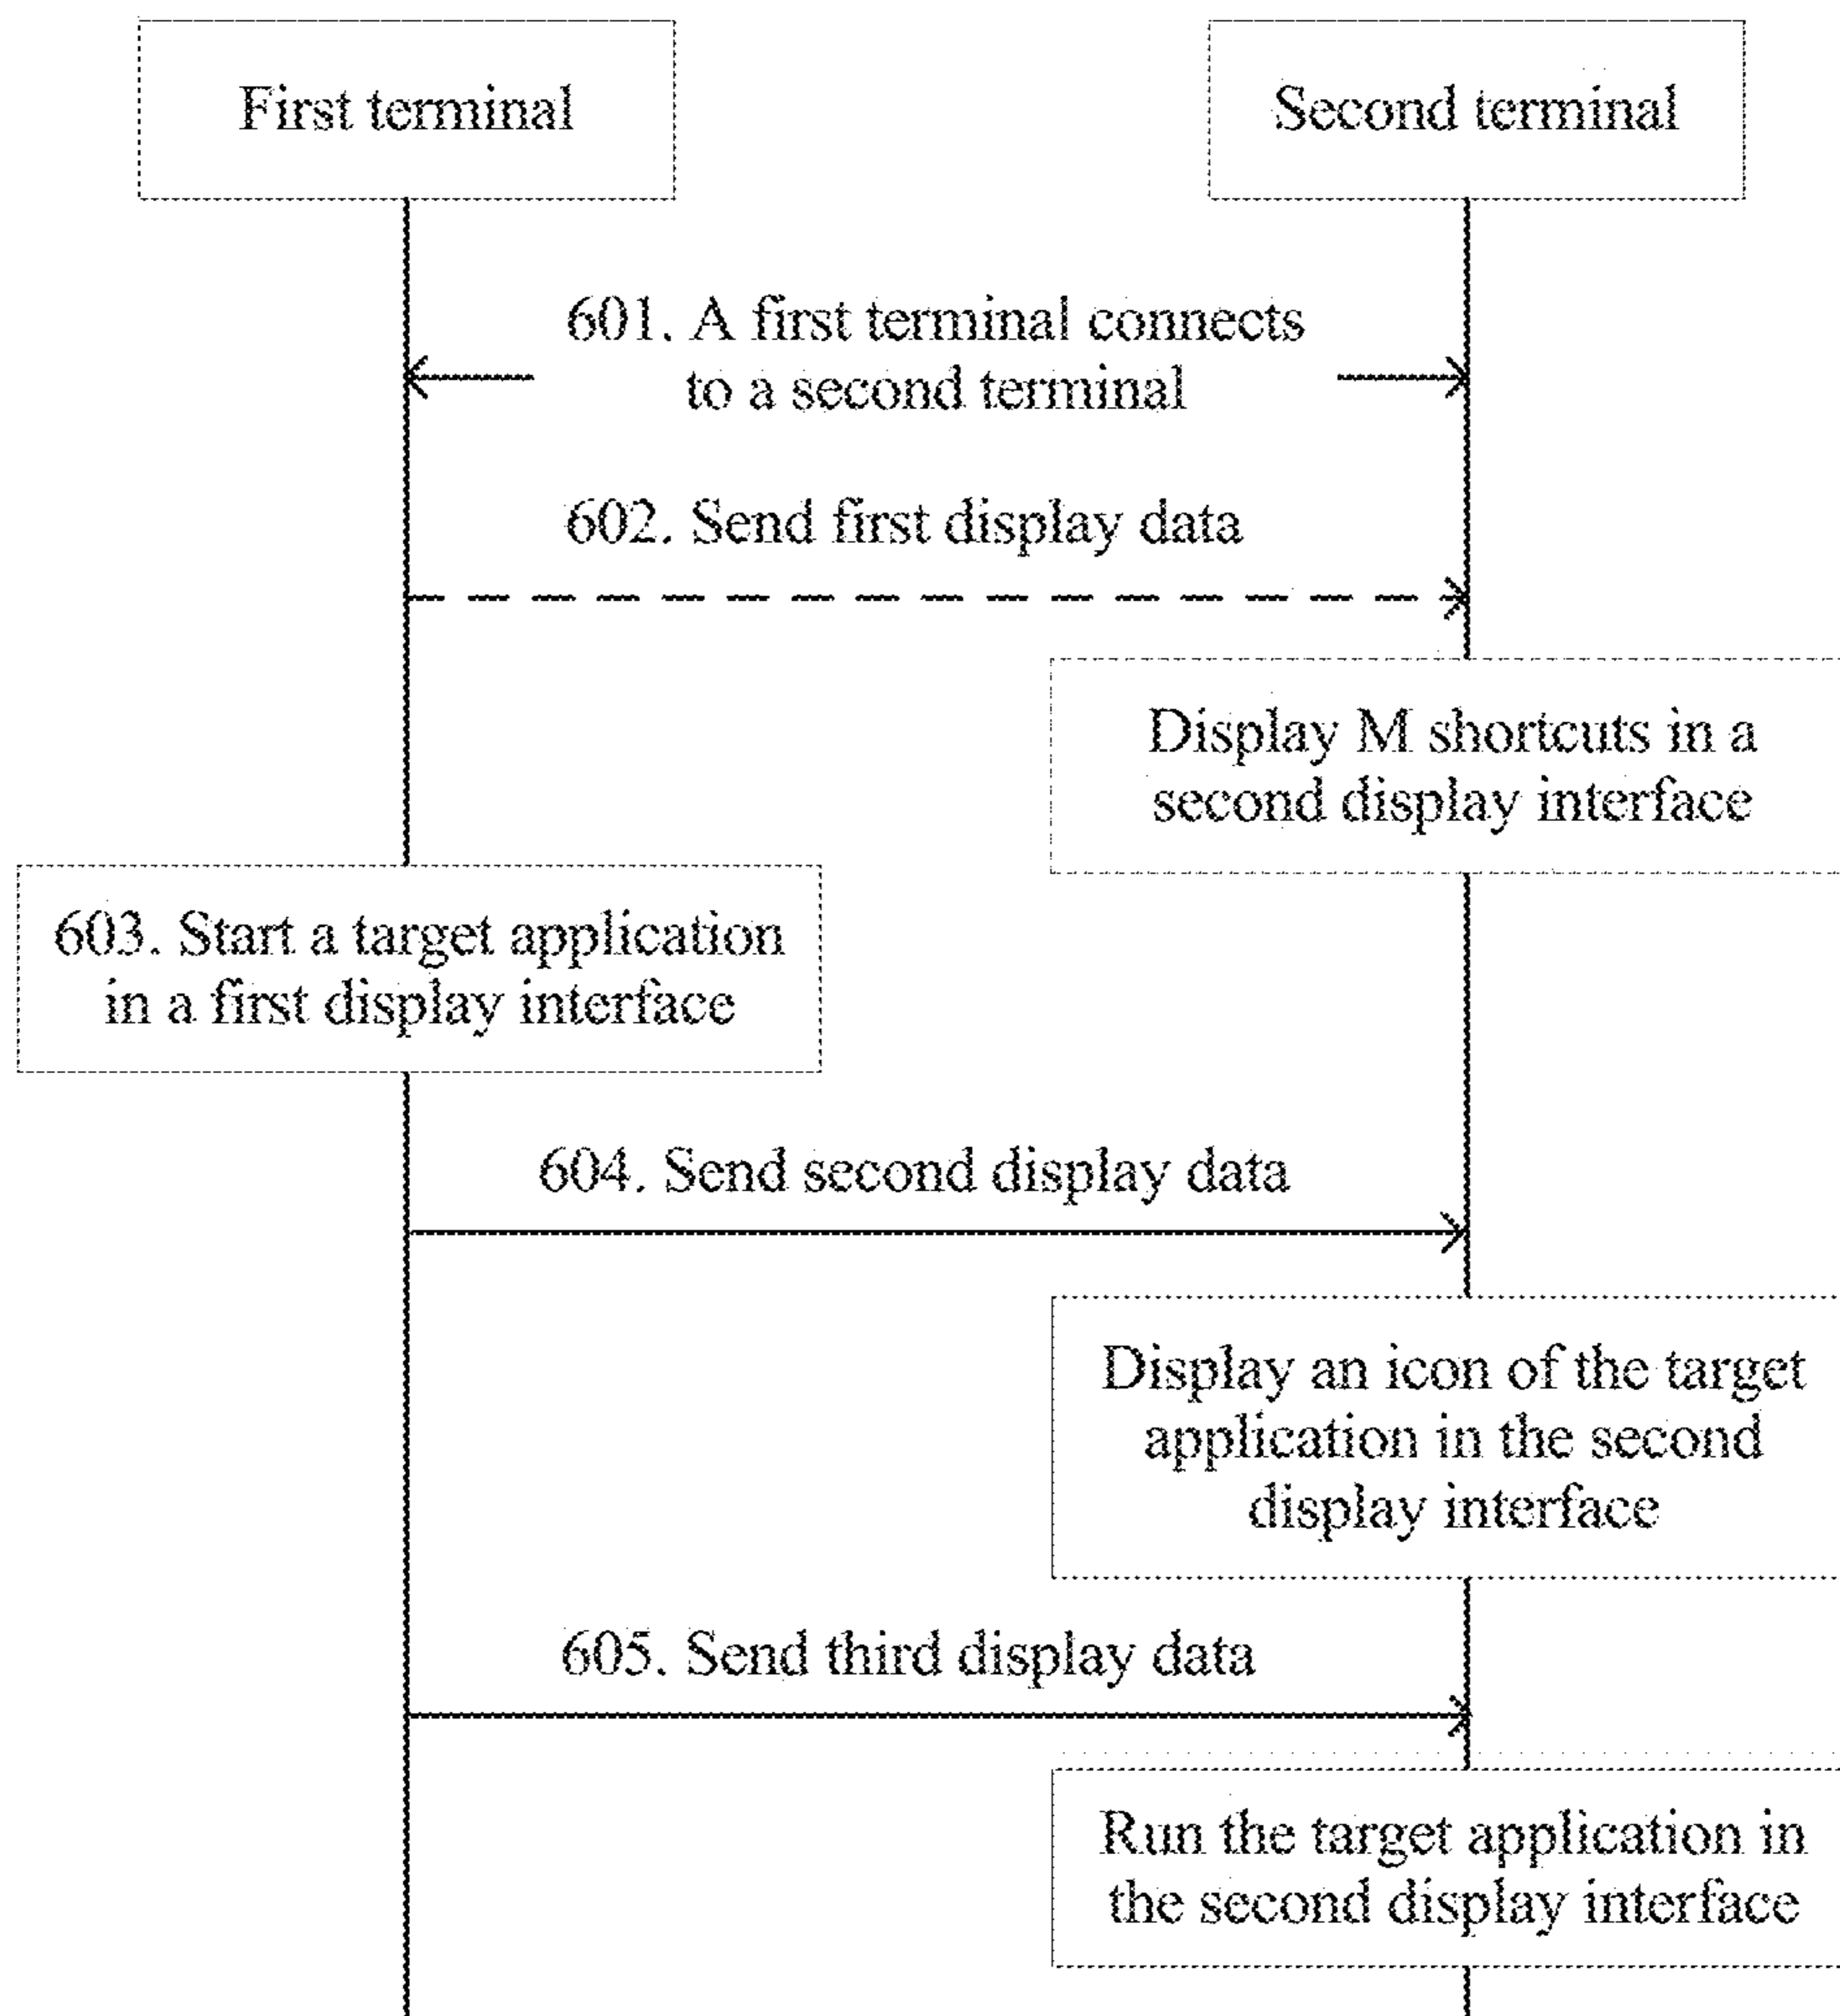 First terminal
Second terminal
601. A first terminal connects
to a second terminal
602. Send first display data
Display M shortcuts in a
second display interface
603. Start a target application
in a first display interface
604. Send second display data
Display an icon of the target
application in the second
display interface
605. Send third display data
Run the target application in
the second display interface